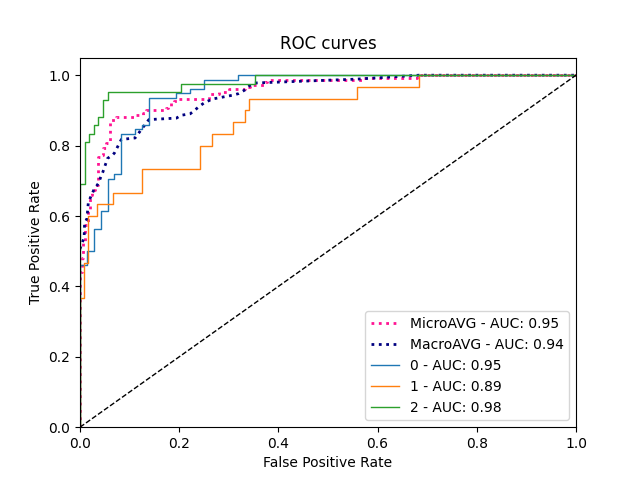 ROC curves
True Positive Rate
1.0
0.8
0.6
0.4
0.2
0.0
MicroAVG - AUC: 0.95
MacroAVG - AUC: 0.94
0 - AUC: 0.95
1 - AUC: 0.89
2 - AUC: 0.98
0.0 0.2 0.4 0.6 0.8 1.0
False Positive Rate